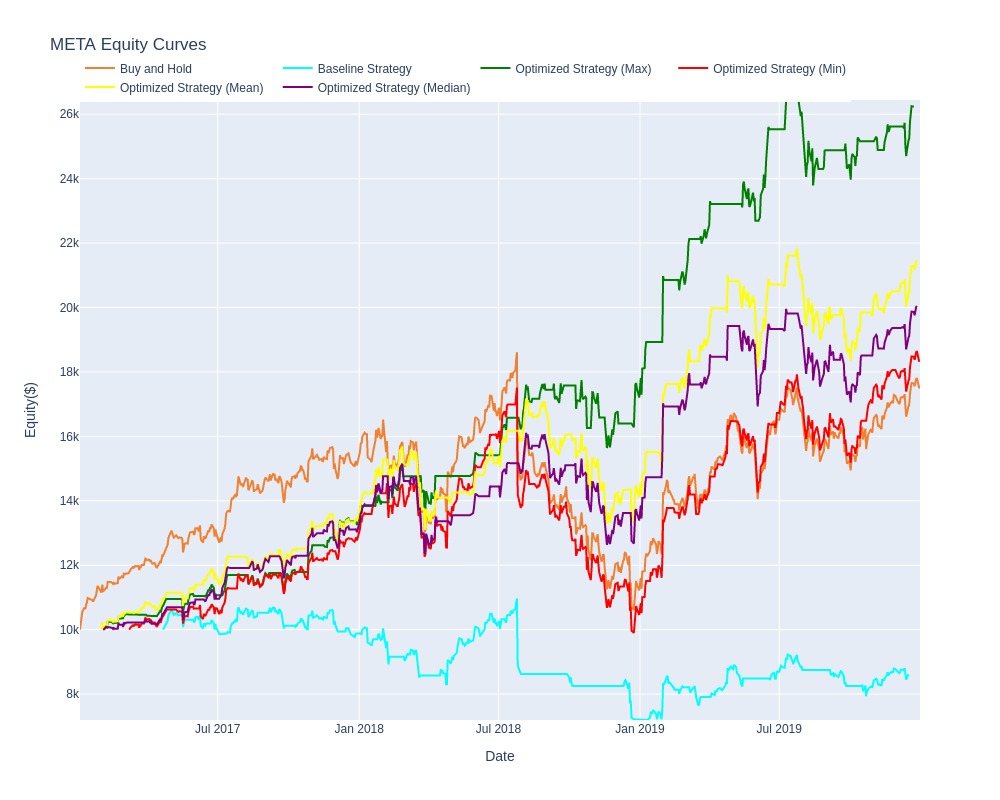 META Equity Curves
Buy and Hold Baseline Strategy Optimized Strategy (Max) Optimized Strategy (Min)
Optimized Strategy (Mean) Optimized Strategy (Median)
26k
24k
22k
20k
18k
16k
14k
12k
10k
8k
Equity($)
Jul 2017 Jan 2018 Jul 2018 Jan 2019 Jul 2019
Date